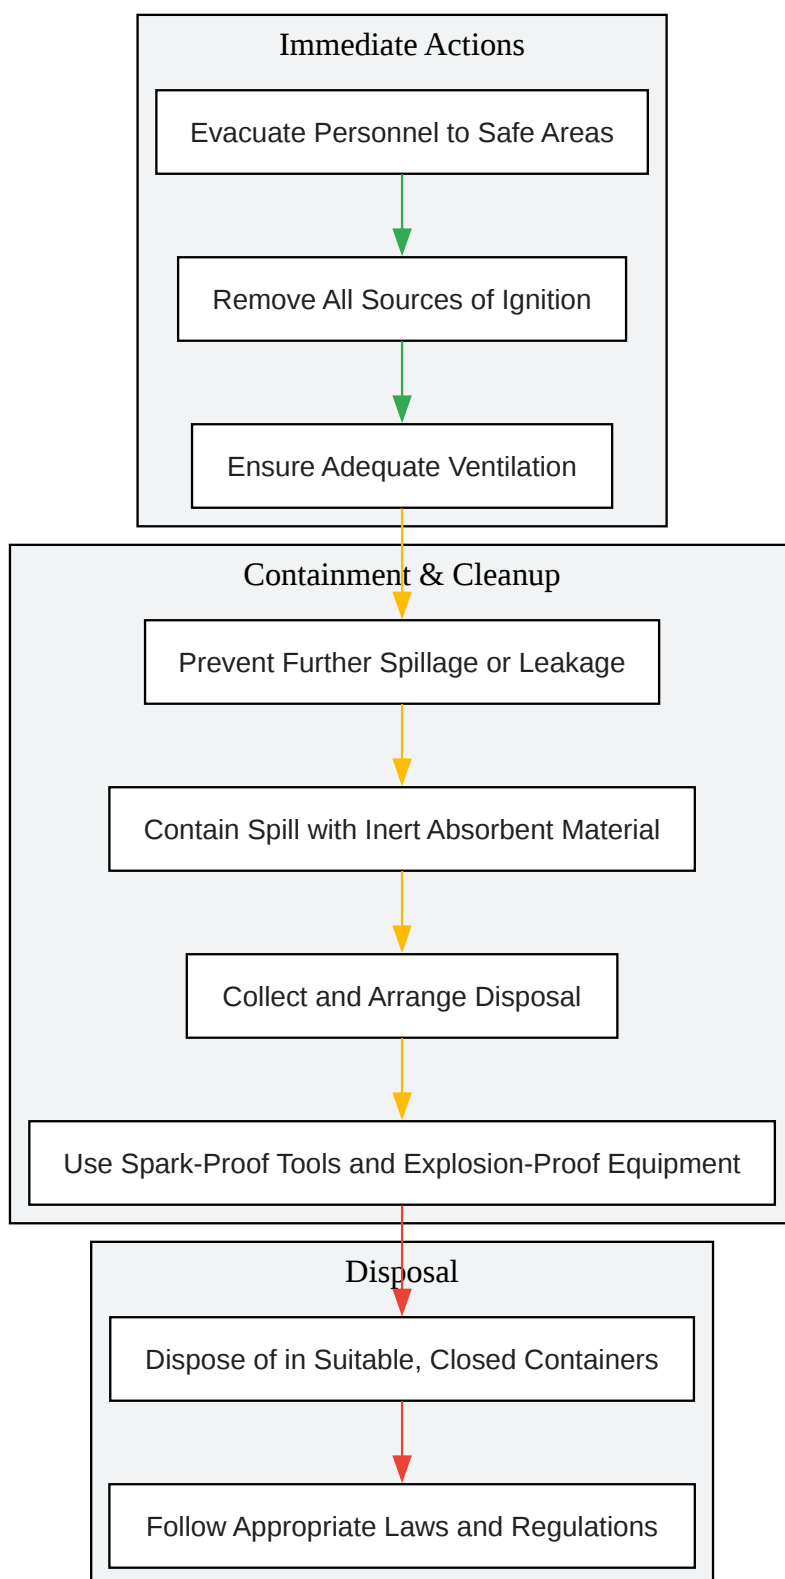 Immediate Actions
Evacuate Personnel to Safe Areas
Remove All Sources of Ignition
Ensure Adequate Ventilation
Containment & Cleanup
Prevent Further Spillage or Leakage
Contain Spill with Inert Absorbent Material
Collect and Arrange Disposal
Use Spark-Proof Tools and Explosion-Proof Equipment
Disposal
Dispose of in Suitable, Closed Containers
Follow Appropriate Laws and Regulations